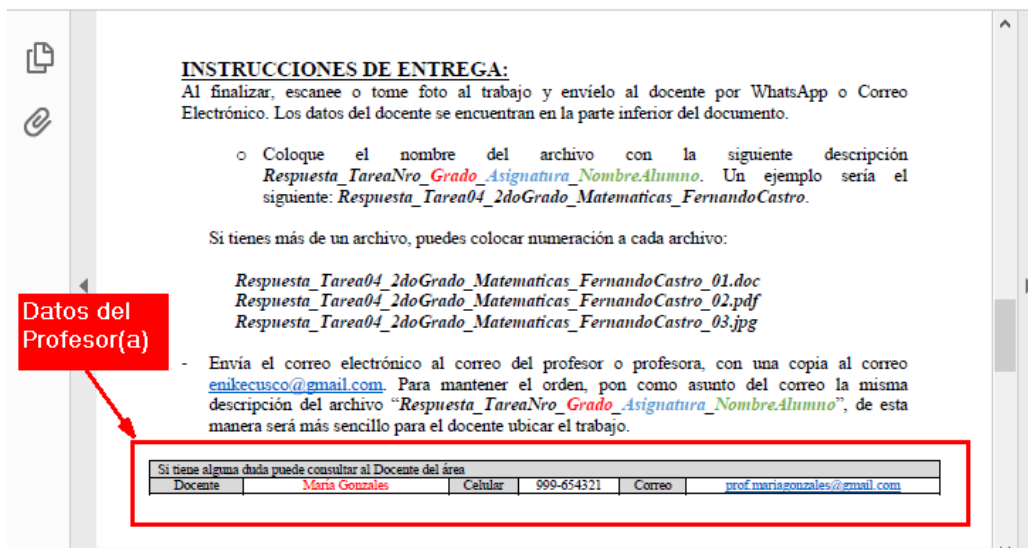 INSTRUCCIONES DE ENTREGA:
Al finalizar, escanee o tome foto al trabajo y envíelo al docente por WhatsApp o Correo
Electrónico. Los datos del docente se encuentran en la parte inferior del documento.
o Coloque el nombre del archivo con la siguiente descripción
Respuesta_TareaNro_Grado_Asignatura_NombreAlumno. Un ejemplo sería el
siguiente: Respuesta_Tarea04_2doGrado_Matematicas_FernandoCastro.
Si tienes más de un archivo, puedes colocar numeración a cada archivo:
Respuesta_Tarea04_2doGrado_Matematicas_FernandoCastro_01.doc
Respuesta_Tarea04_2doGrado_Matematicas_FernandoCastro_02.pdf
Respuesta_Tarea04_2doGrado_Matematicas_FernandoCastro_03.jpg
Datos del
Profesor(a)
- Envía el correo electrónico al correo del profesor o profesora, con una copia al correo
enikecusco@gmail.com. Para mantener el orden, pon como asunto del correo la misma
descripción del archivo “Respuesta_TareaNro_Grado_Asignatura_NombreAlumno”, de esta
manera será más sencillo para el docente ubicar el trabajo.
Si tiene alguna duda puede consultar al Docente del área
Docente María Gonzales Celular 999-654321 Correo prof.mariagonzales@gmail.com